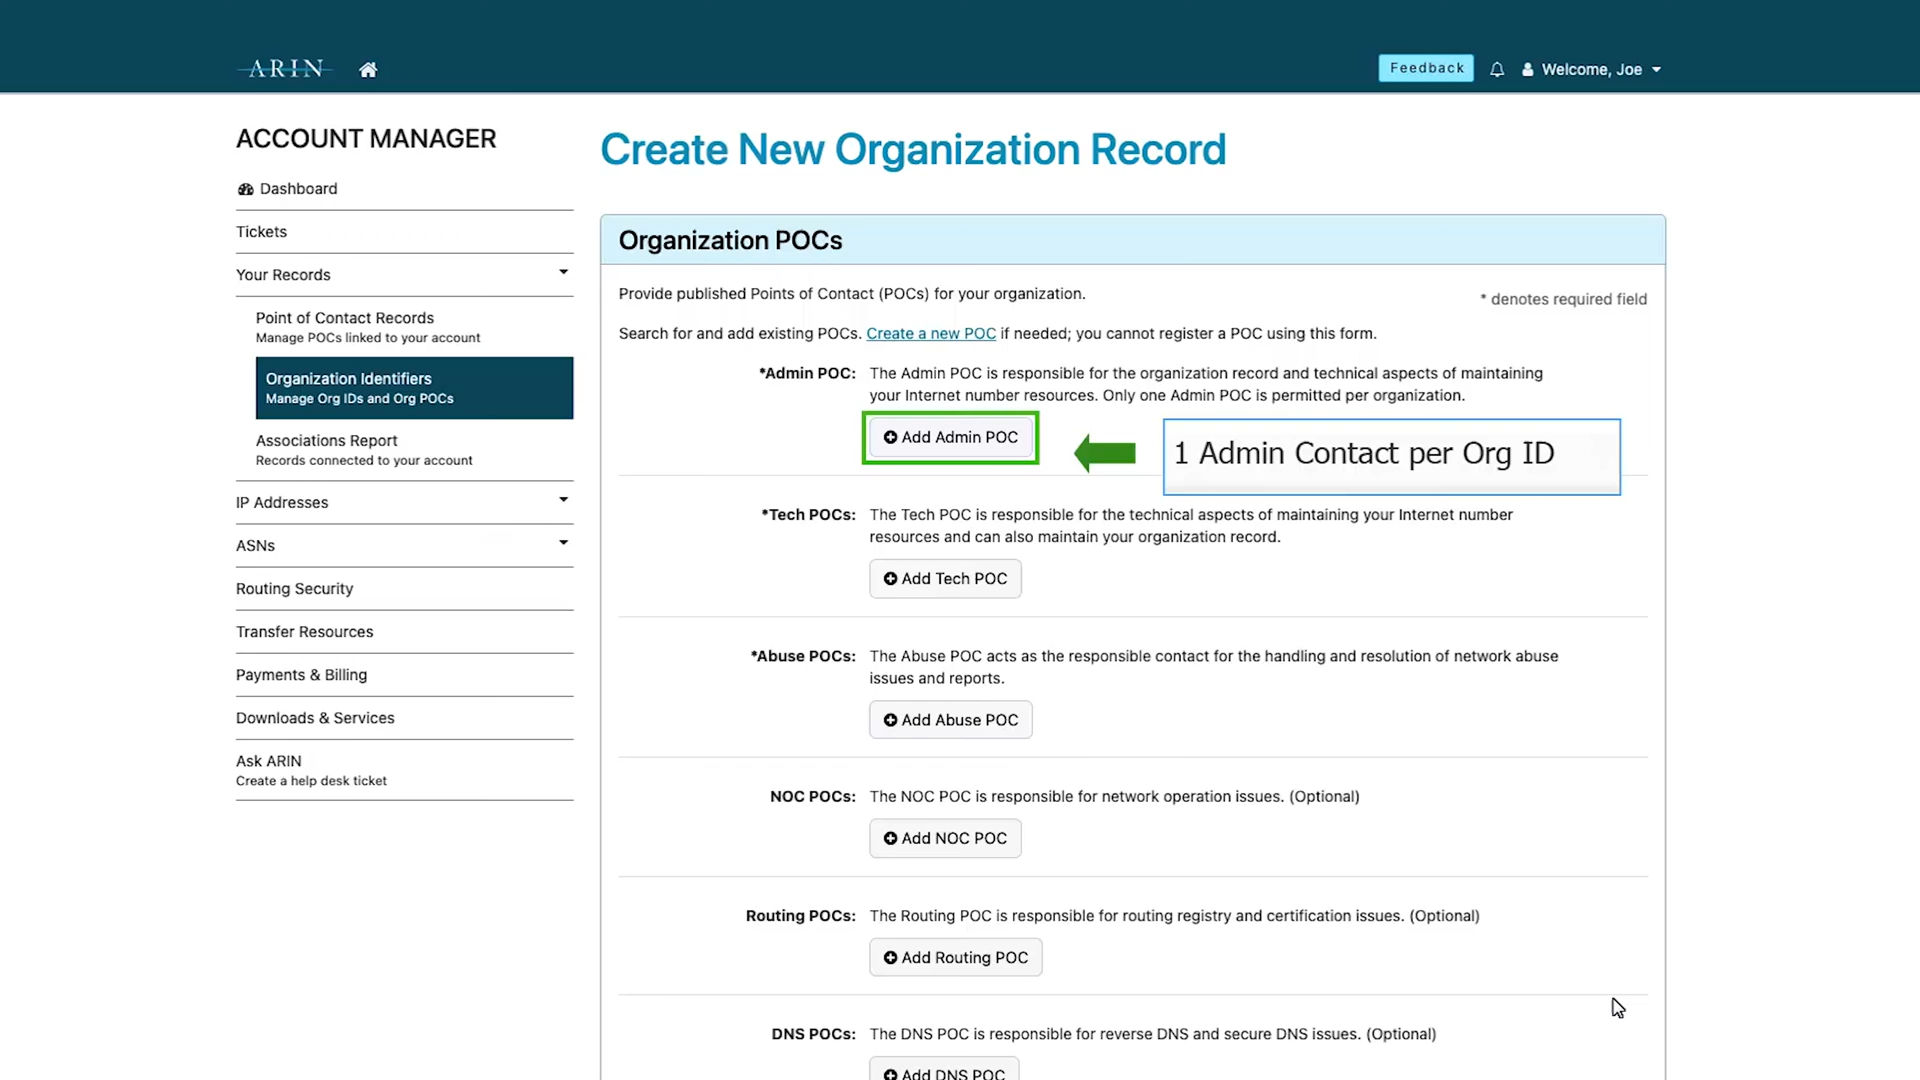 ARIN
Feedback
Welcome, Joe
ACCOUNT MANAGER
Dashboard
Tickets
Your Records
Point of Contact Records
Manage POCs linked to your account
Organization Identifiers
Manage Org IDs and Org POCs
Associations Report
Records connected to your account
IP Addresses
ASNs
Routing Security
Transfer Resources
Payments & Billing
Downloads & Services
Ask ARIN
Create a help desk ticket
Create New Organization Record
Organization POCs
Provide published Points of Contact (POCs) for your organization.
* denotes required field
Search for and add existing POCs. Create a new POC if needed; you cannot register a POC using this form.
*Admin POC: The Admin POC is responsible for the organization record and technical aspects of maintaining
your Internet number resources. Only one Admin POC is permitted per organization.
Add Admin POC
1 Admin Contact per Org ID
*Tech POCs: The Tech POC is responsible for the technical aspects of maintaining your Internet number
resources and can also maintain your organization record.
Add Tech POC
*Abuse POCs: The Abuse POC acts as the responsible contact for the handling and resolution of network abuse
issues and reports.
Add Abuse POC
NOC POCs: The NOC POC is responsible for network operation issues. (Optional)
Add NOC POC
Routing POCs: The Routing POC is responsible for routing registry and certification issues. (Optional)
Add Routing POC
DNS POCs: The DNS POC is responsible for reverse DNS and secure DNS issues. (Optional)
Add DNS POC